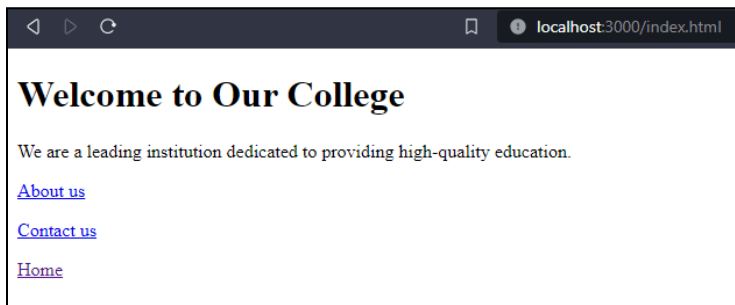 localhost:3000/index.html
Welcome to Our College
We are a leading institution dedicated to providing high-quality education.
About us
Contact us
Home